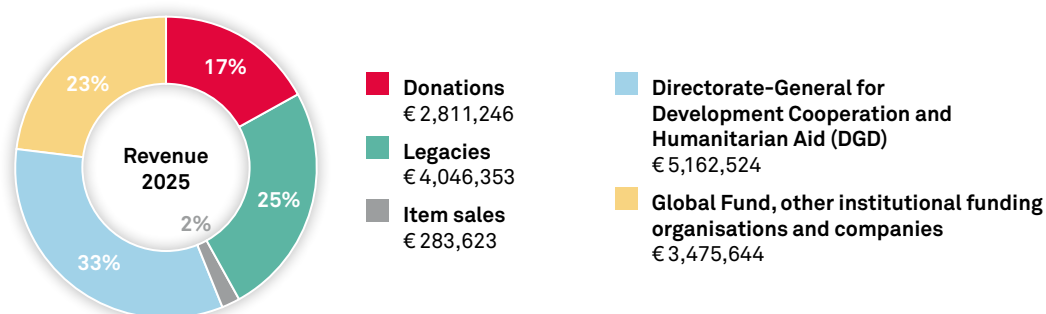 17%
23%
Revenue
2025
25%
2%
33%
Donations
€ 2,811,246
Legacies
€ 4,046,353
Item sales
€ 283,623
Directorate-General for
Development Cooperation and
Humanitarian Aid (DGD)
€ 5,162,524
Global Fund, other institutional funding
organisations and companies
€ 3,475,644